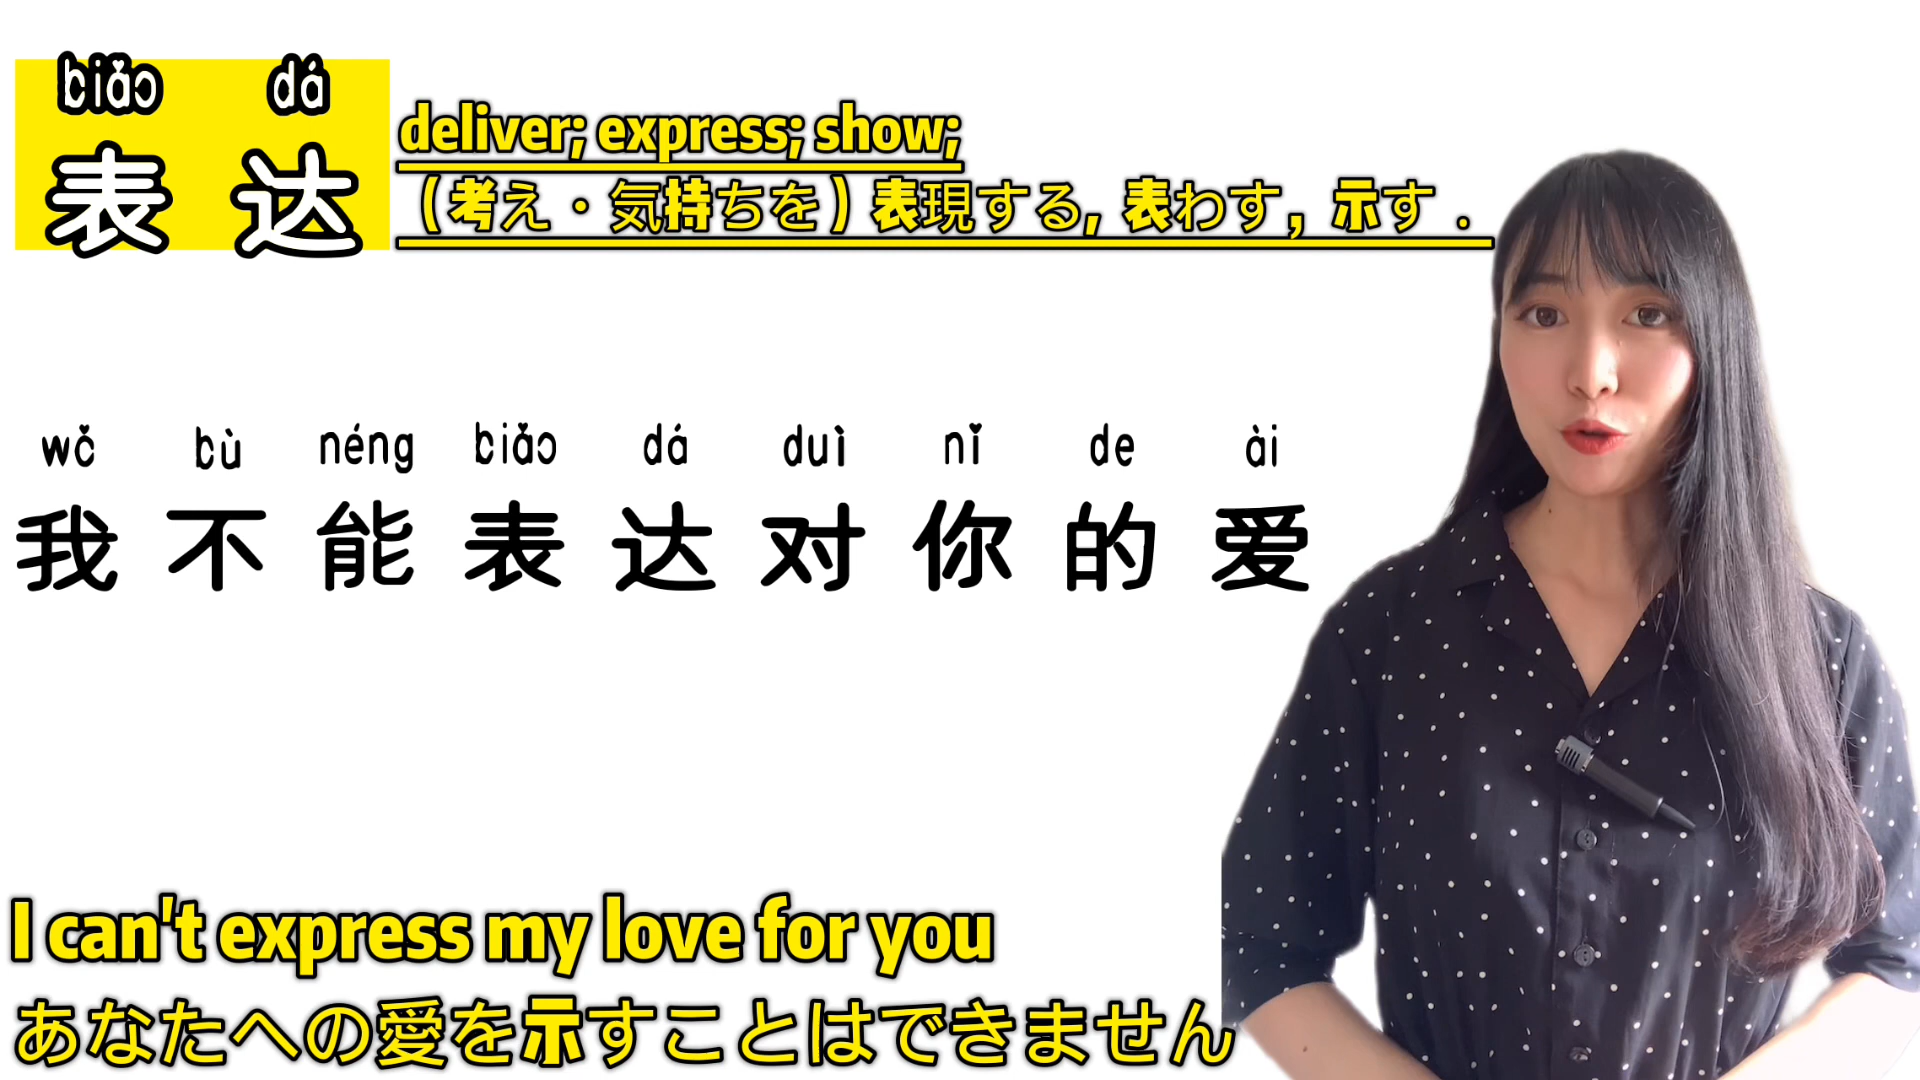 biǎo dá
表达
deliver; express; show;
（考え・気持ちを）表現する, 表わす, 示す.
wǒ bù néng biǎo dá duì nǐ de ài
我不能表达对你的爱
I can't express my love for you
あなたへの愛を示すことはできません